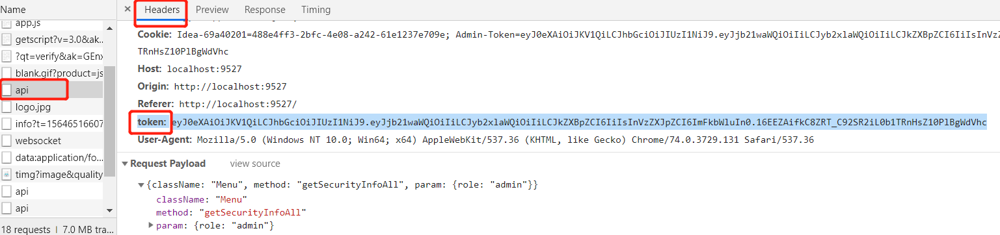 Name
Headers Preview Response Timing
app.js
getscript?v=3.0&ak...
?qt=verify&ak=GEnx
blank.gif?product=js
api
logo.jpg
info?t=15646516607
websocket
data:application/fo...
timg?image&quality
api
api
18 requests 7.0 MB tra...
Cookie: Idea-69a40201=488e4ff3-2bfc-4e08-a242-61e1237e709e; Admin-Token=eyJ0eXAiOiJKV1QiLCJhbGciOiJIUzI1NiJ9.eyJjb21waWQiOiIiLCJyb2xlaWQiOiIiLCJkZXBpZCI6IiIsInVzZ
TRnHsZ10PlBgWdVhc
Host: localhost:9527
Origin: http://localhost:9527
Referer: http://localhost:9527/
token: eyJ0eXAiOiJKV1QiLCJhbGciOiJIUzI1NiJ9.eyJjb21waWQiOiIiLCJyb2xlaWQiOiIiLCJkZXBpZCI6IiIsInVzZXJpZCI6ImFkbWluIn0.16EEZAifkC8ZRT_C92SR2iL0b1TRnHsZ10PlBgWdVhc
User-Agent: Mozilla/5.0 (Windows NT 10.0; Win64; x64) AppleWebKit/537.36 (KHTML, like Gecko) Chrome/74.0.3729.131 Safari/537.36
Request Payload view source
{className: "Menu", method: "getSecurityInfoAll", param: {role: "admin"}}
className: "Menu"
method: "getSecurityInfoAll"
param: {role: "admin"}